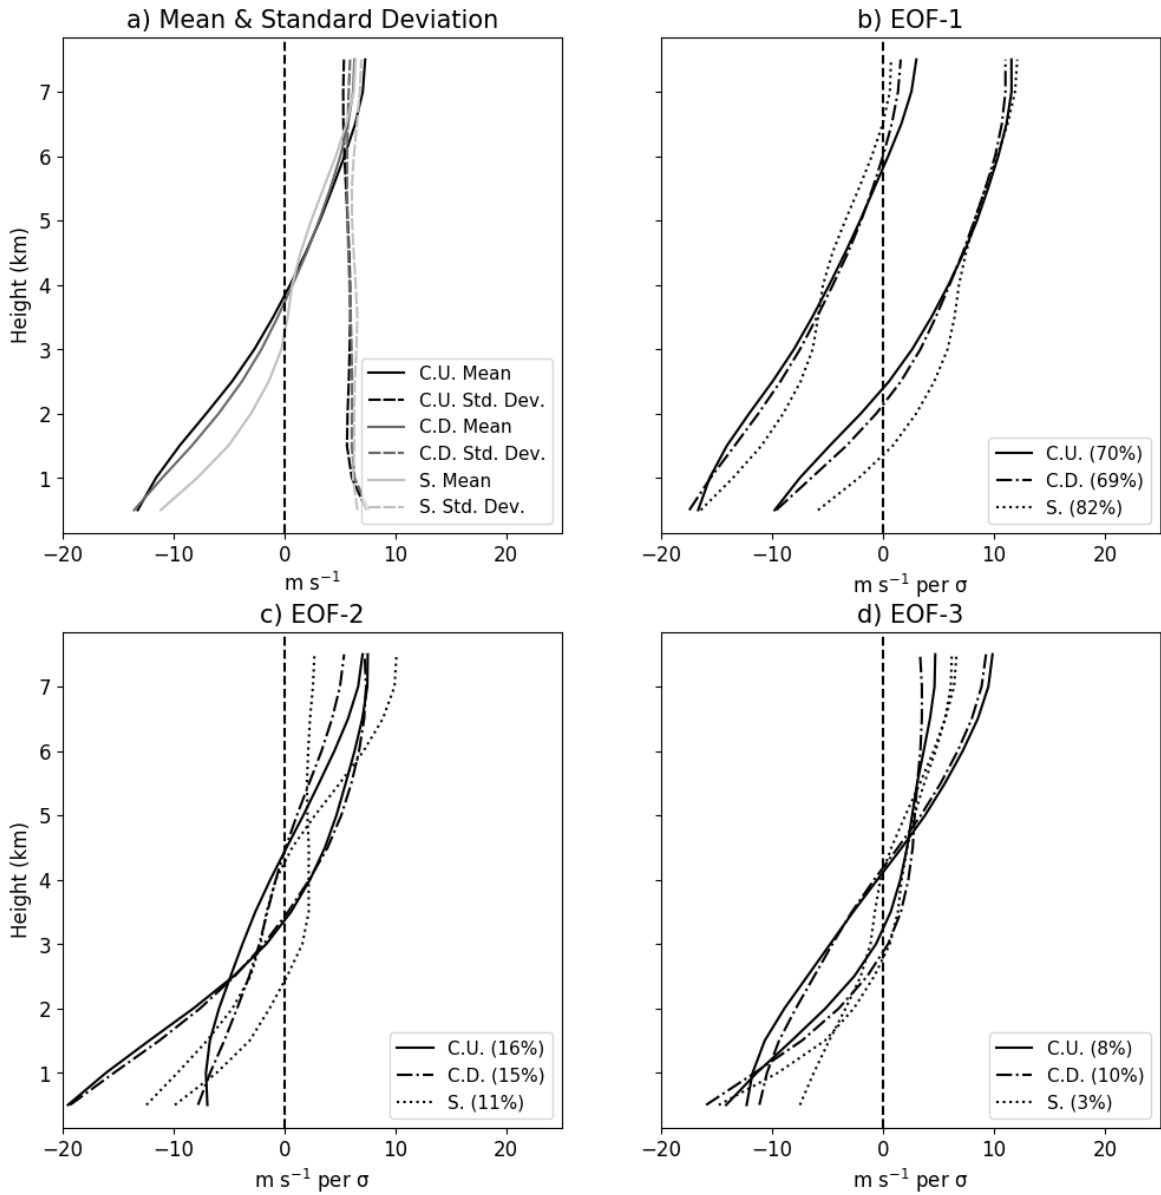 a) Mean & Standard Deviation
Height (km)
7
6
5
4
3
2
1
C.U. Mean
C.U. Std. Dev.
C.D. Mean
C.D. Std. Dev.
S. Mean
S. Std. Dev.
−20 −10 0 10 20
m s⁻¹
b) EOF-1
C.U. (70%)
C.D. (69%)
S. (82%)
−20 −10 0 10 20
m s⁻¹ per σ
c) EOF-2
Height (km)
7
6
5
4
3
2
1
C.U. (16%)
C.D. (15%)
S. (11%)
−20 −10 0 10 20
m s⁻¹ per σ
d) EOF-3
C.U. (8%)
C.D. (10%)
S. (3%)
−20 −10 0 10 20
m s⁻¹ per σ